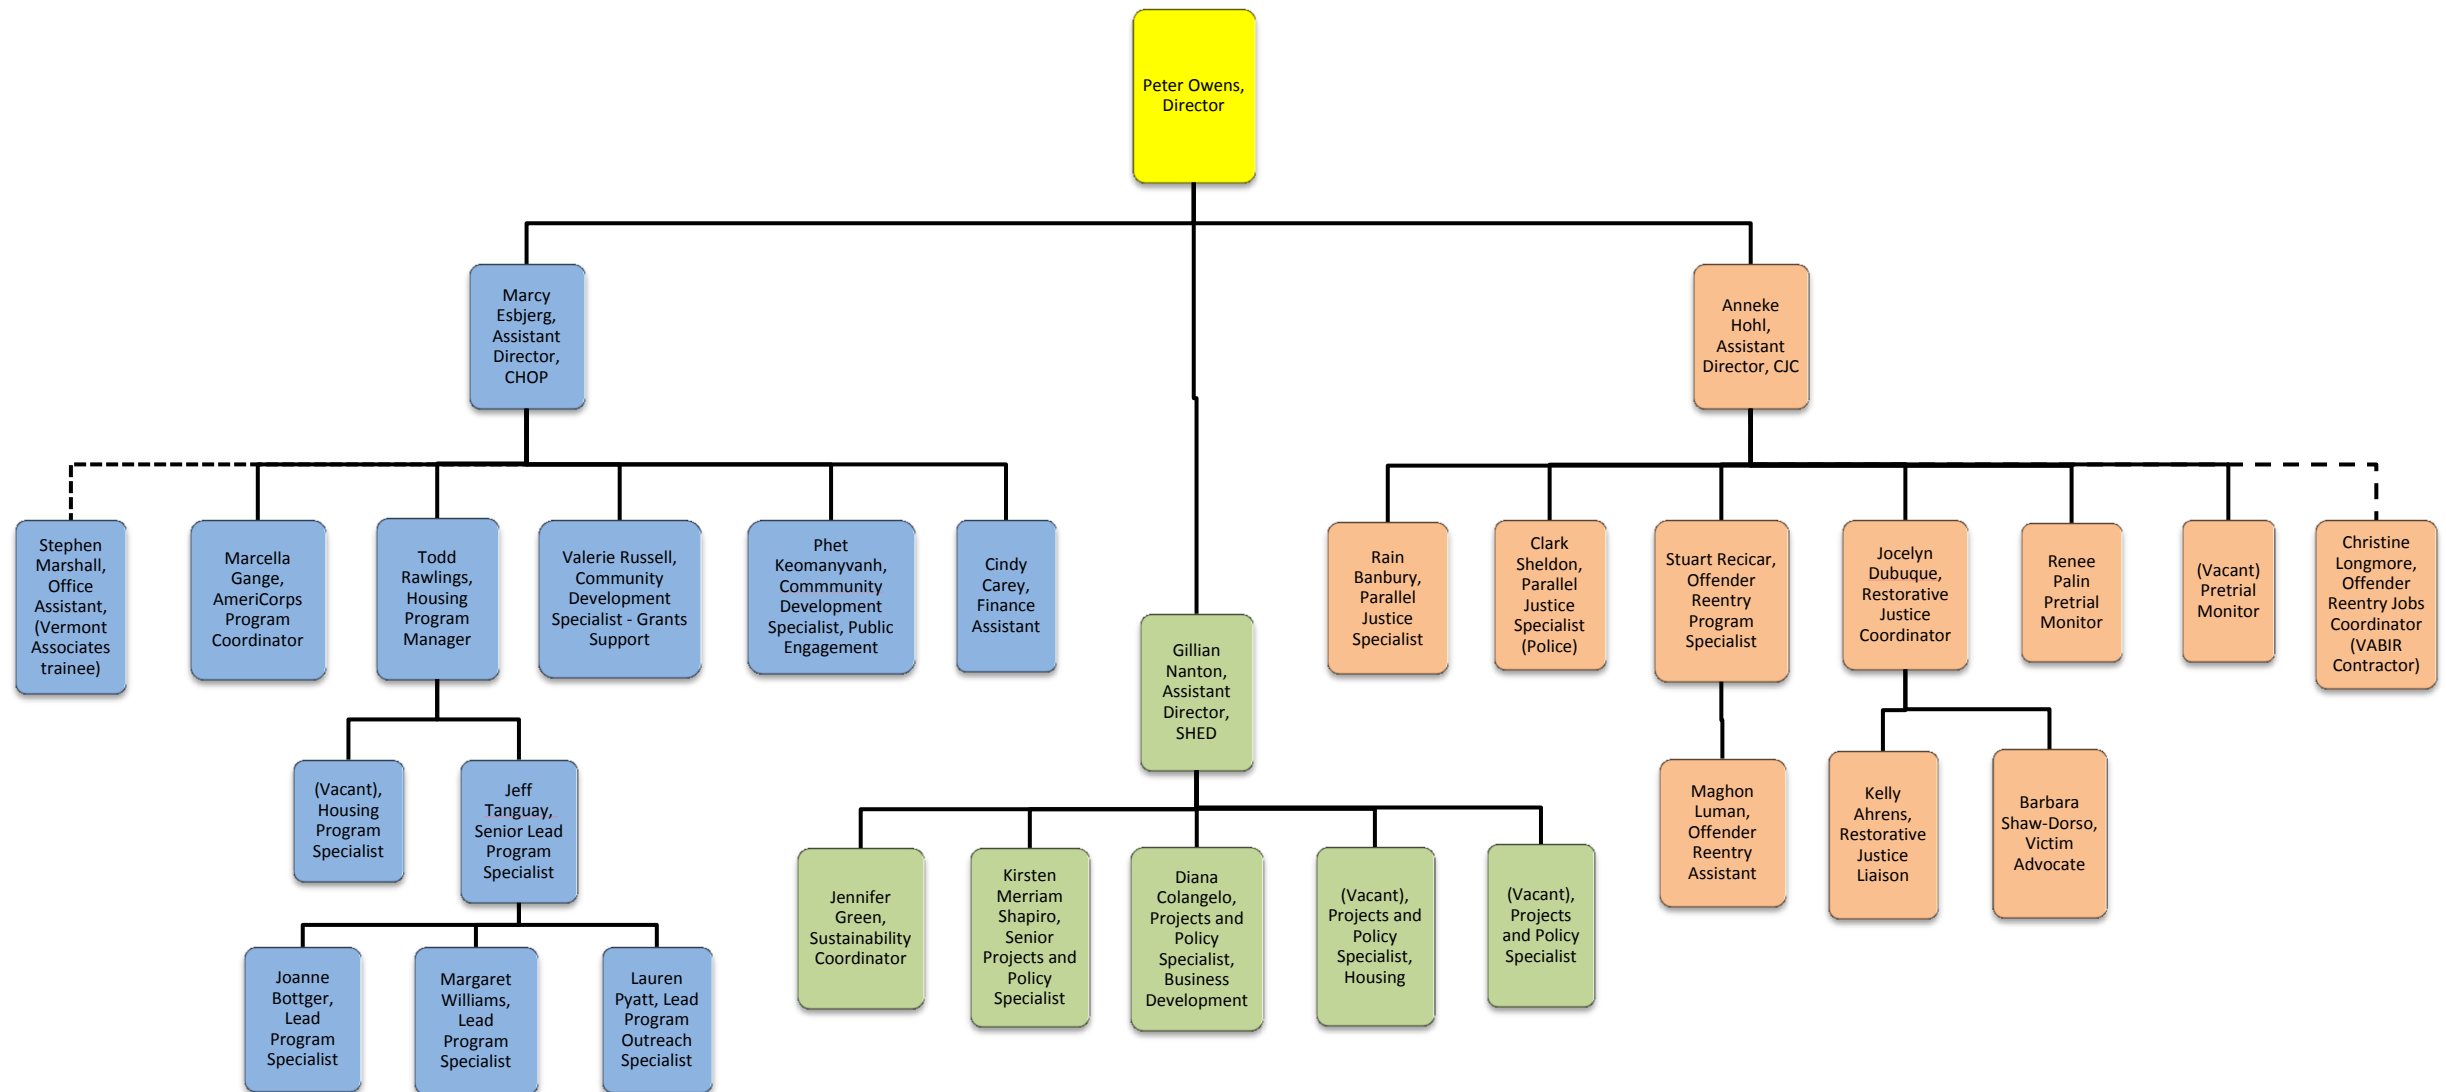 Peter Owens,
Director
Marcy
Esbjerg,
Assistant
Director,
CHOP
Anneke
Hohl,
Assistant
Director, CJC
Stephen
Marshall,
Office
Assistant,
(Vermont
Associates
trainee)
Marcella
Gange,
AmeriCorps
Program
Coordinator
Todd
Rawlings,
Housing
Program
Manager
Valerie Russell,
Community
Development
Specialist - Grants
Support
Phet
Keomanyvanh,
Commmunity
Development
Specialist, Public
Engagement
Cindy
Carey,
Finance
Assistant
Rain
Banbury,
Parallel
Justice
Specialist
Clark
Sheldon,
Parallel
Justice
Specialist
(Police)
Stuart Recicar,
Offender
Reentry
Program
Specialist
Jocelyn
Dubuque,
Restorative
Justice
Coordinator
Renee
Palin
Pretrial
Monitor
(Vacant)
Pretrial
Monitor
Christine
Longmore,
Offender
Reentry Jobs
Coordinator
(VABIR
Contractor)
Gillian
Nanton,
Assistant
Director,
SHED
(Vacant),
Housing
Program
Specialist
Jeff
Tanguay,
Senior Lead
Program
Specialist
Maghon
Luman,
Offender
Reentry
Assistant
Kelly
Ahrens,
Restorative
Justice
Liaison
Barbara
Shaw-Dorso,
Victim
Advocate
Jennifer
Green,
Sustainability
Coordinator
Kirsten
Merriam
Shapiro,
Senior
Projects and
Policy
Specialist
Diana
Colangelo,
Projects and
Policy
Specialist,
Business
Development
(Vacant),
Projects and
Policy
Specialist,
Housing
(Vacant),
Projects
and Policy
Specialist
Joanne
Bottger,
Lead
Program
Specialist
Margaret
Williams,
Lead
Program
Specialist
Lauren
Pyatt, Lead
Program
Outreach
Specialist